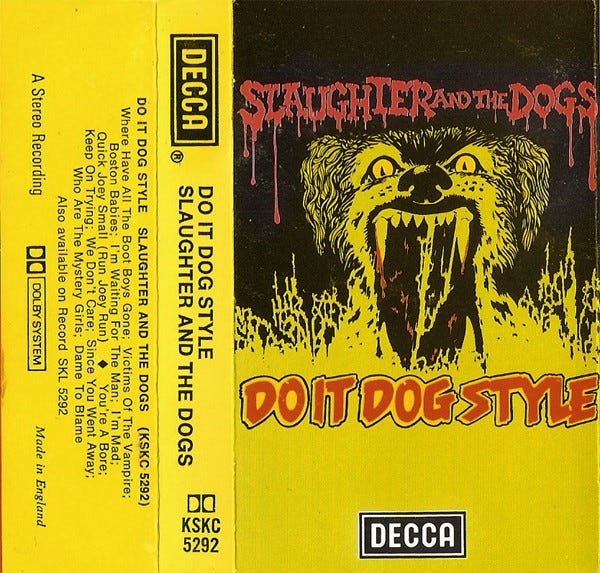 A Stereo Recording
DOLBY SYSTEM
Made in England
DO IT DOG STYLE SLAUGHTER AND THE DOGS (KSKC 5292)
Where Have All The Boot Boys Gone; Victims Of The Vampire;
Boston Babies; I'm Waiting For The Man; I'm Mad;
Quick Joey Small (Run Joey Run) ♦ You're A Bore;
Keep On Trying; We Don't Care; Since You Went Away;
Who Are The Mystery Girls; Dame To Blame
Also available on Record SKL 5292
DECCA
®
DO IT DOG STYLE
SLAUGHTER AND THE DOGS
KSKC
5292
SLAUGHTER AND THE DOGS
DO IT DOG STYLE
DECCA